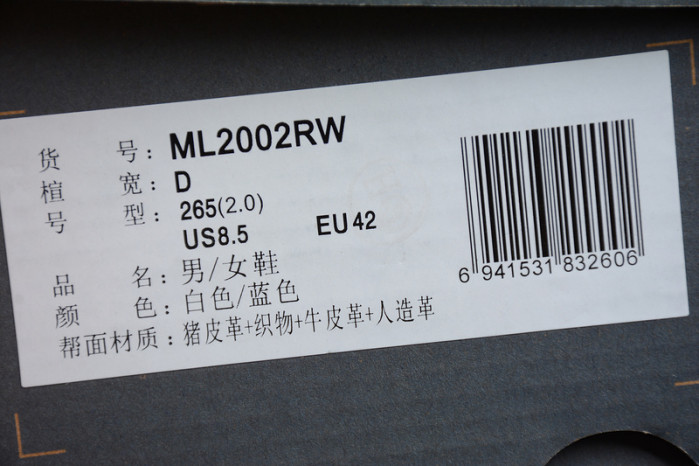 货 号：ML2002RW
楦 宽：D
号 型：265(2.0)
US8.5 EU42
品 名：男/女鞋
颜 色：白色/蓝色
帮面材质：猪皮革+织物+牛皮革+人造革
6 941531 832606